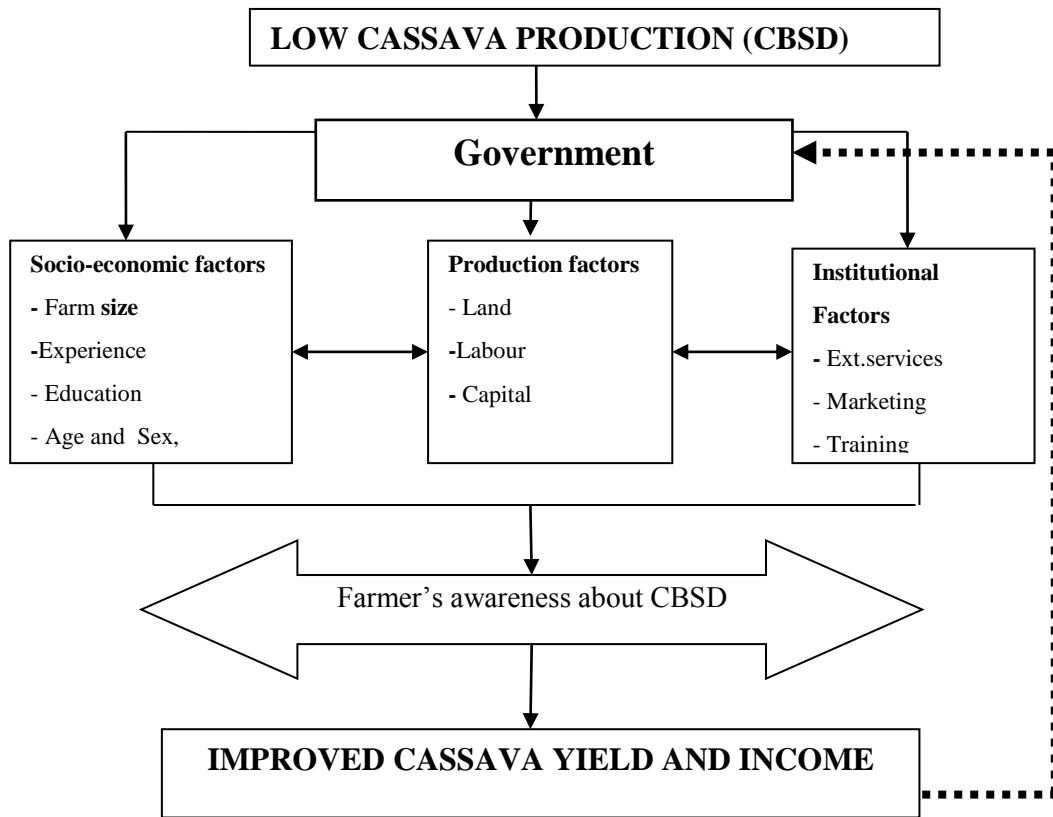 LOW CASSAVA PRODUCTION (CBSD)
Government
Socio-economic factors
- Farm size
-Experience
- Education
- Age and Sex,
Production factors
- Land
-Labour
- Capital
Institutional
Factors
- Ext.services
- Marketing
- Training
Farmer’s awareness about CBSD
IMPROVED CASSAVA YIELD AND INCOME